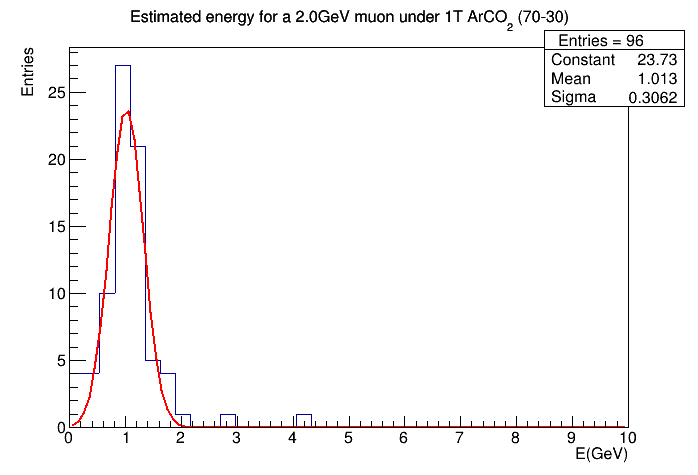 Estimated energy for a 2.0GeV muon under 1T ArCO2 (70-30)
Entries = 96
Constant 23.73
Mean 1.013
Sigma 0.3062
Entries
25
20
15
10
5
0
0 1 2 3 4 5 6 7 8 9 10
E(GeV)